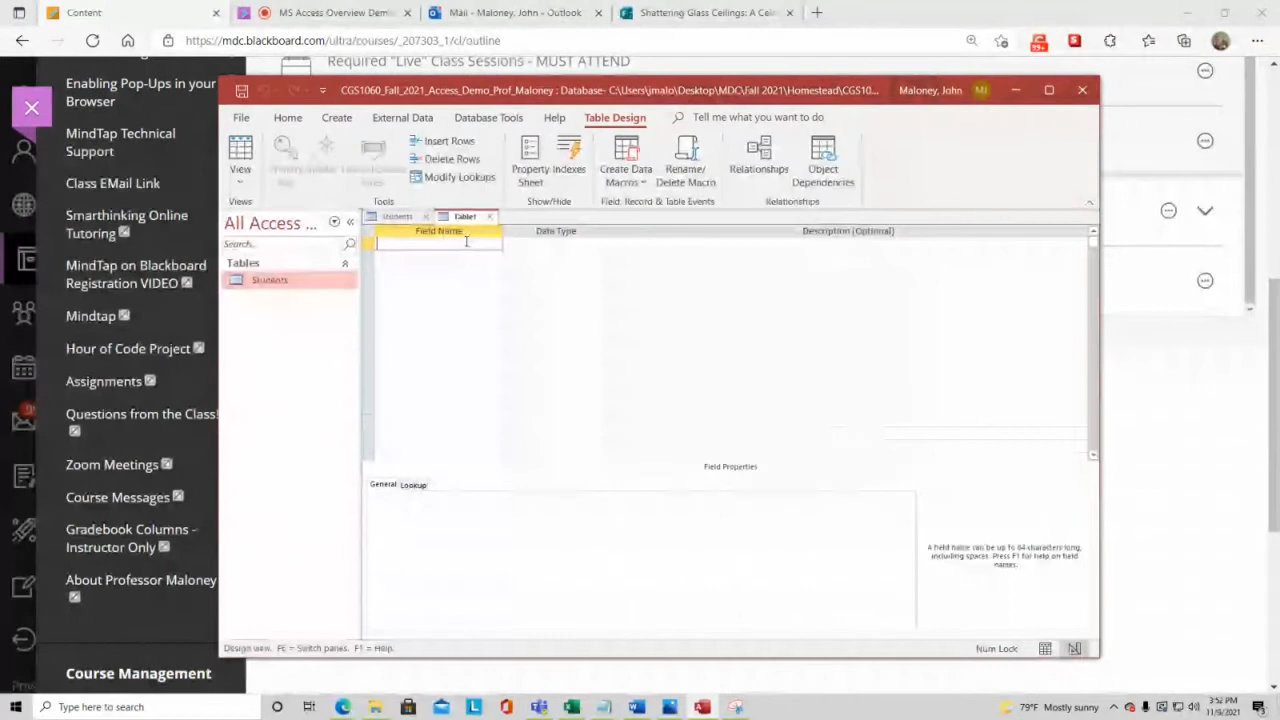 Content
MS Access Overview Demo
Mail - Maloney, John - Outlook
Shattering Glass Ceilings: A Ceil
https://mdc.blackboard.com/ultra/courses/_207303_1/cl/outline
99+
Required "Live" Class Sessions - MUST ATTEND
Enabling Pop-Ups in your
Browser
MindTap Technical
Support
Class EMail Link
Smarthinking Online
Tutoring
MindTap on Blackboard
Registration VIDEO
Mindtap
Hour of Code Project
Assignments
Questions from the Class!
Zoom Meetings
Course Messages
Gradebook Columns -
Instructor Only
About Professor Maloney
Course Management
CGS1060_Fall_2021_Access_Demo_Prof_Maloney : Database- C:\Users\jmalo\Desktop\MDC\Fall 2021\Homestead\CGS10...
Maloney, John
MJ
File
Home
Create
External Data
Database Tools
Help
Table Design
Tell me what you want to do
View
Insert Rows
Delete Rows
Modify Lookups
Property
Sheet
Indexes
Create Data
Macros
Rename/
Delete Macro
Relationships
Object
Dependencies
Views
Tools
Show/Hide
Field, Record & Table Events
Relationships
All Access ...
Search..
Tables
Students
Students
Table1
Field Name
Data Type
Description (Optional)
Field Properties
General
Lookup
A field name can be up to 64 characters long,
including spaces. Press F1 for help on field
names.
Design view. F6 = Switch panes. F1 = Help.
Num Lock
Type here to search
79°F Mostly sunny
3:52 PM